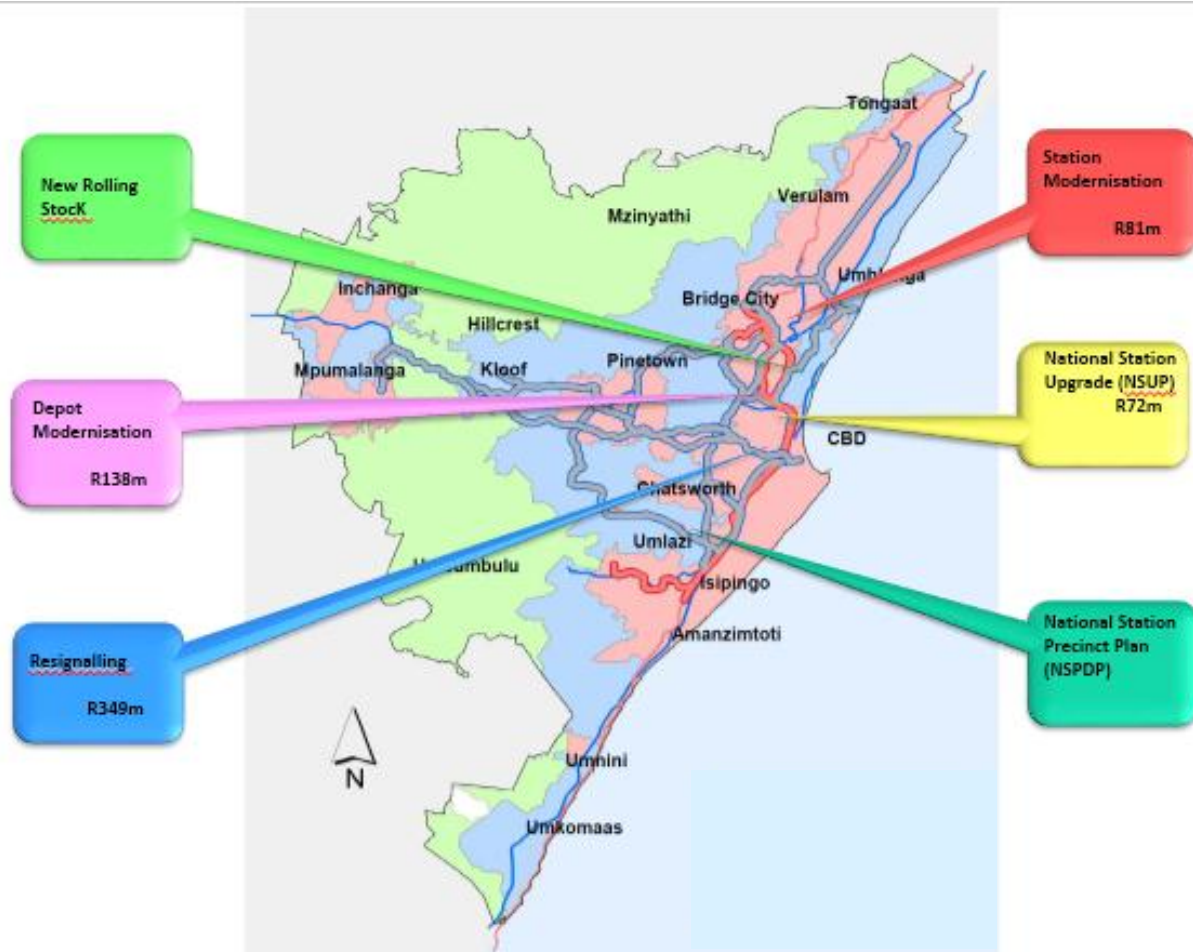 Tongaat
New Rolling
StocK
Station
Modernisation
R81m
Verulam
Mzinyathi
Inchanga
Bridge City
Hillcrest
Mpumalanga
Kloof
Pinetown
National Station
Upgrade (NSUP)
R72m
Depot
Modernisation
R138m
CBD
Chatsworth
Umlazi
Isipingo
Amanzimtoti
Resignalling
R349m
National Station
Precinct Plan
(NSPDP)
N
Umnini
Umkomaas